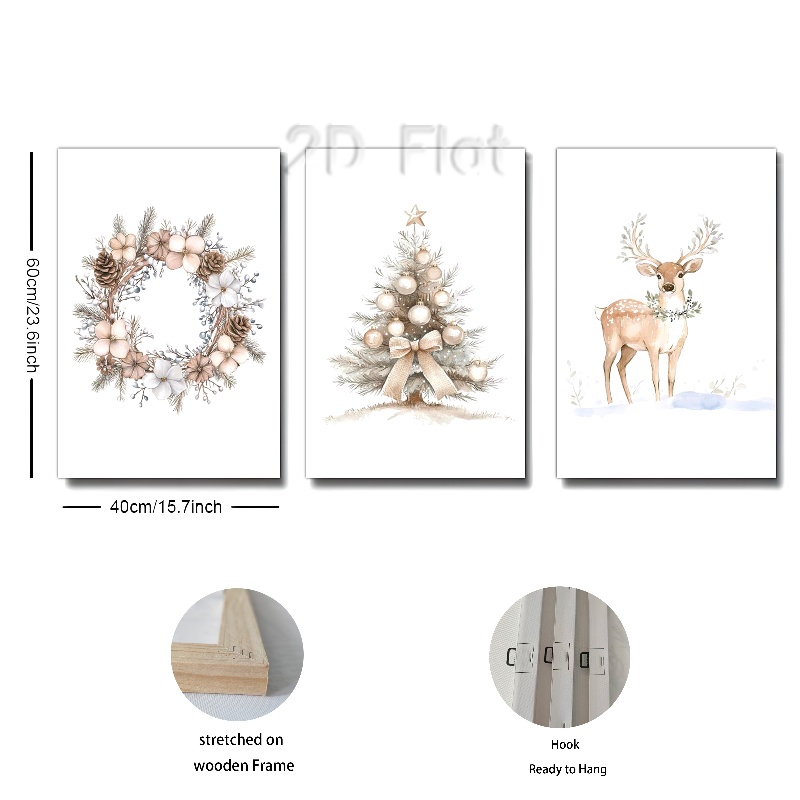 2D Flat
60cm/23.6inch
40cm/15.7inch
stretched on
wooden Frame
Hook
Ready to Hang